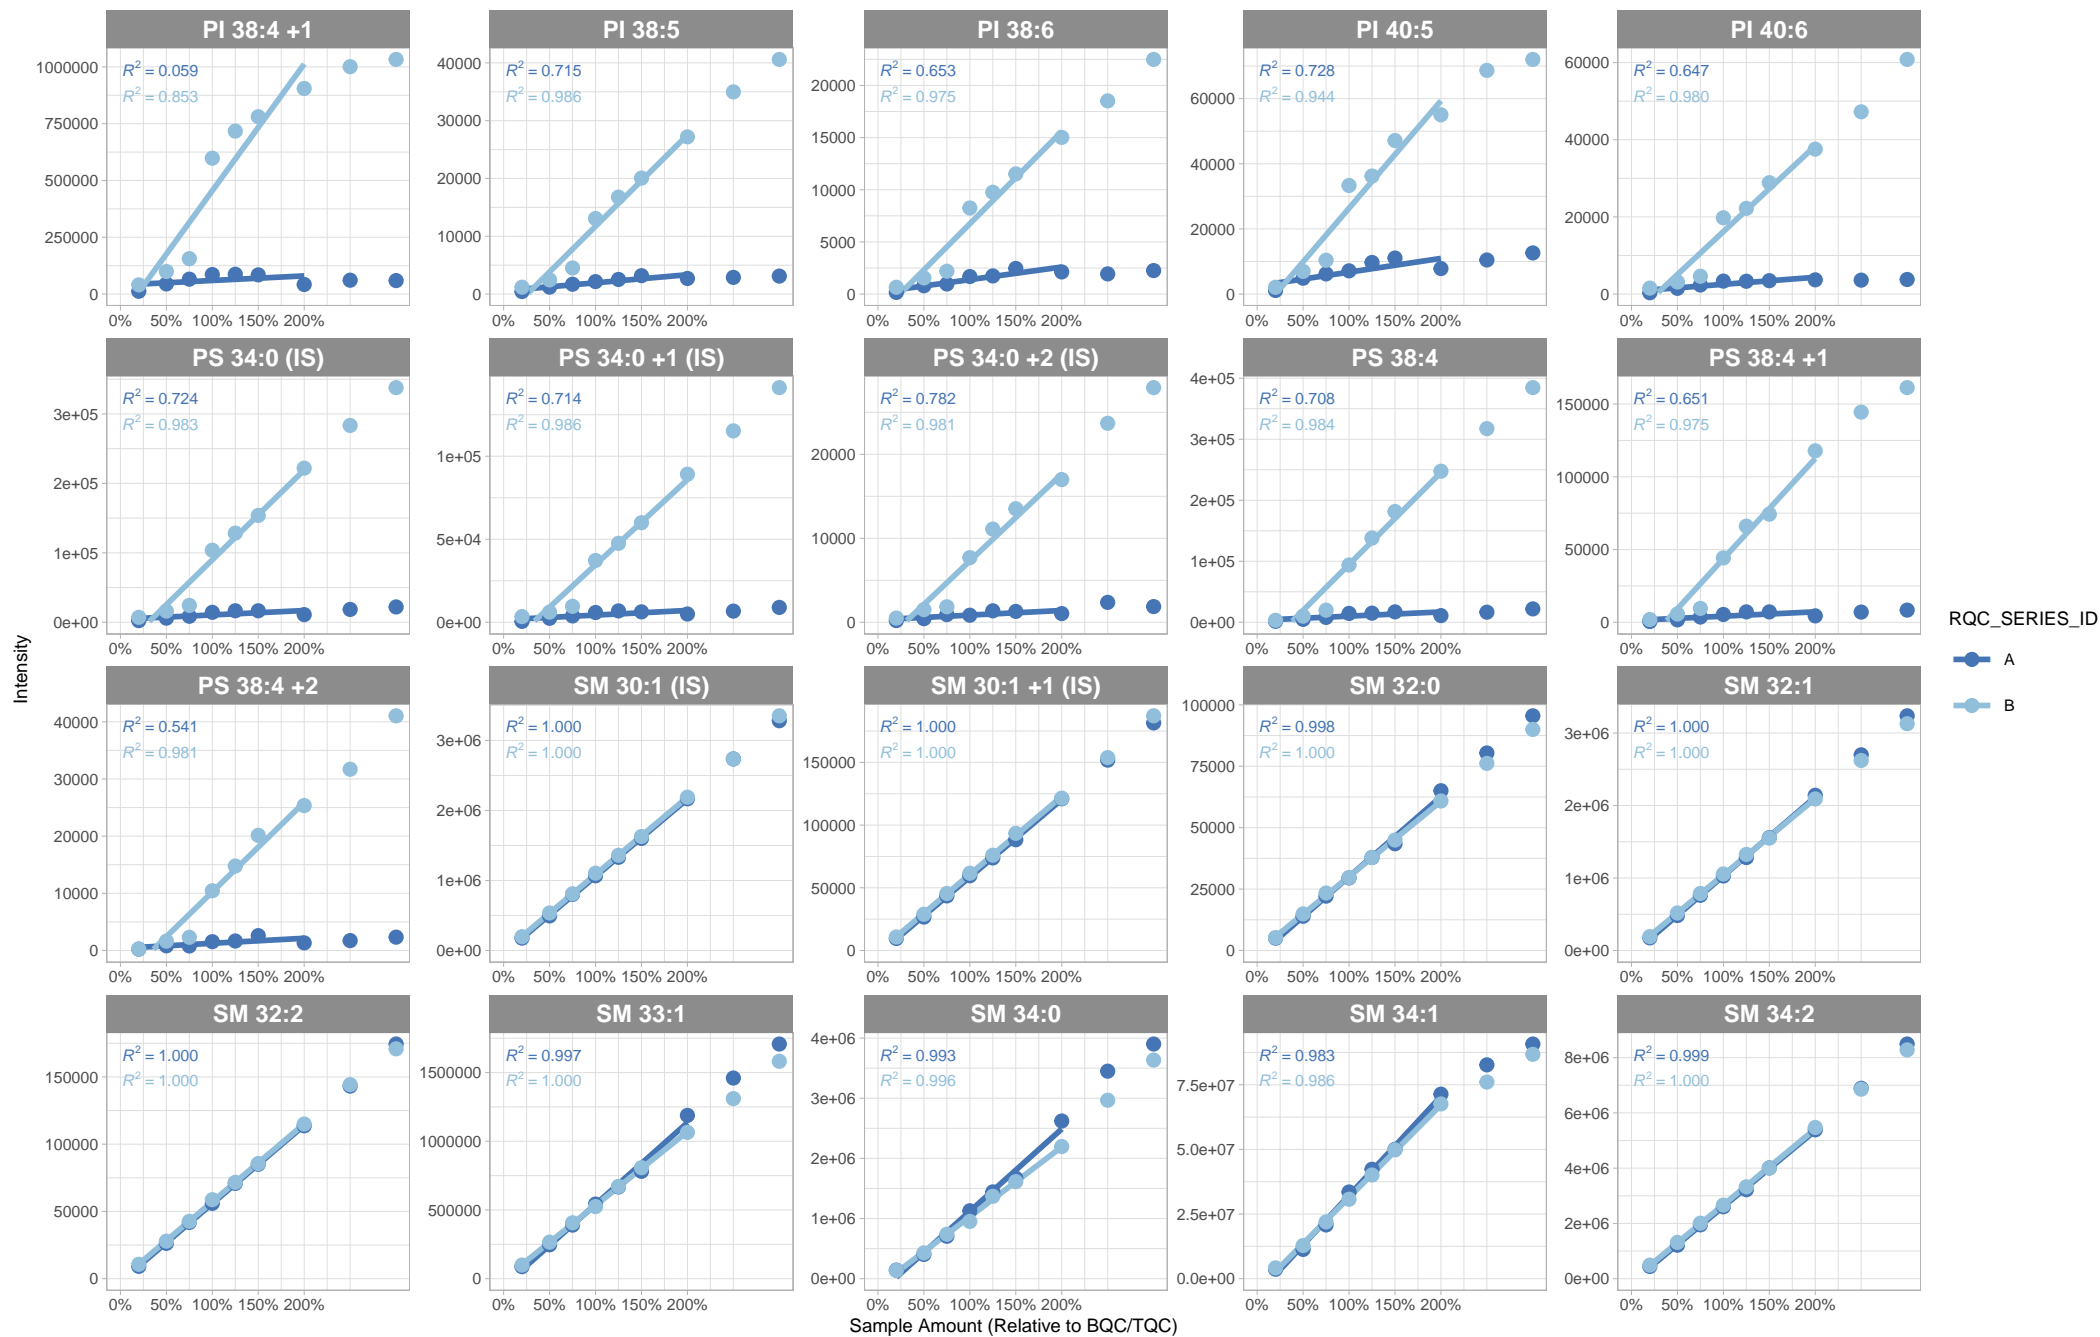 PI 38:4 +1
PI 38:5
PI 38:6
PI 40:5
PI 40:6
R² = 0.059
R² = 0.853
1000000
750000
500000
250000
0
0% 50% 100% 150% 200%
R² = 0.715
R² = 0.986
40000
30000
20000
10000
0
0% 50% 100% 150% 200%
R² = 0.653
R² = 0.975
20000
15000
10000
5000
0
0% 50% 100% 150% 200%
R² = 0.728
R² = 0.944
60000
40000
20000
0
0% 50% 100% 150% 200%
R² = 0.647
R² = 0.980
60000
40000
20000
0
0% 50% 100% 150% 200%
PS 34:0 (IS)
PS 34:0 +1 (IS)
PS 34:0 +2 (IS)
PS 38:4
PS 38:4 +1
R² = 0.724
R² = 0.983
3e+05
2e+05
1e+05
0e+00
0% 50% 100% 150% 200%
R² = 0.714
R² = 0.986
1e+05
5e+04
0e+00
0% 50% 100% 150% 200%
R² = 0.782
R² = 0.981
20000
10000
0
0% 50% 100% 150% 200%
R² = 0.708
R² = 0.984
4e+05
3e+05
2e+05
1e+05
0e+00
0% 50% 100% 150% 200%
R² = 0.651
R² = 0.975
150000
100000
50000
0
0% 50% 100% 150% 200%
PS 38:4 +2
SM 30:1 (IS)
SM 30:1 +1 (IS)
SM 32:0
SM 32:1
R² = 0.541
R² = 0.981
40000
30000
20000
10000
0
0% 50% 100% 150% 200%
R² = 1.000
R² = 1.000
3e+06
2e+06
1e+06
0e+00
0% 50% 100% 150% 200%
R² = 1.000
R² = 1.000
150000
100000
50000
0
0% 50% 100% 150% 200%
R² = 0.998
R² = 1.000
100000
75000
50000
25000
0
0% 50% 100% 150% 200%
R² = 1.000
R² = 1.000
3e+06
2e+06
1e+06
0e+00
0% 50% 100% 150% 200%
SM 32:2
SM 33:1
SM 34:0
SM 34:1
SM 34:2
R² = 1.000
R² = 1.000
150000
100000
50000
0
0% 50% 100% 150% 200%
R² = 0.997
R² = 1.000
1500000
1000000
500000
0
0% 50% 100% 150% 200%
R² = 0.993
R² = 0.996
4e+06
3e+06
2e+06
1e+06
0e+00
0% 50% 100% 150% 200%
R² = 0.983
R² = 0.986
7.5e+07
5.0e+07
2.5e+07
0.0e+00
0% 50% 100% 150% 200%
R² = 0.999
R² = 1.000
8e+06
6e+06
4e+06
2e+06
0e+00
0% 50% 100% 150% 200%
Intensity
Sample Amount (Relative to BQC/TQC)
RQC_SERIES_ID
A
B